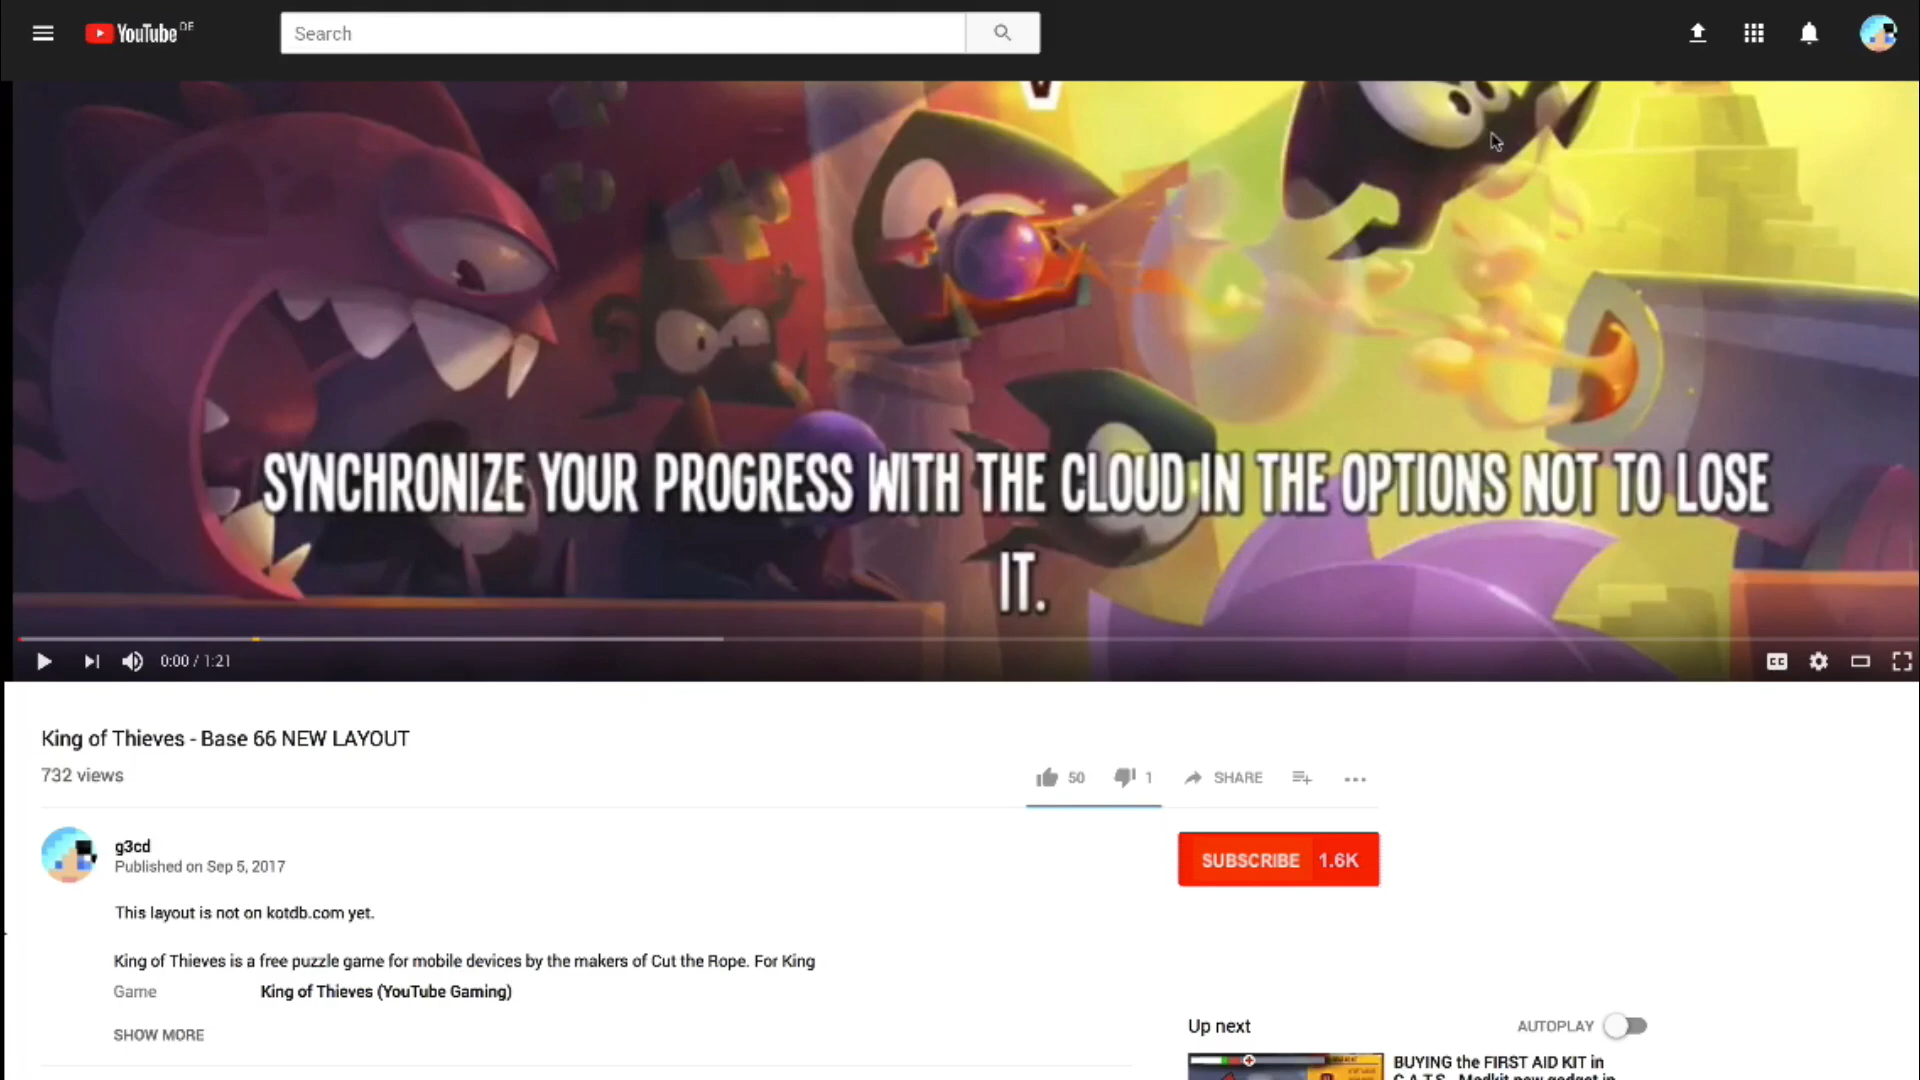 YouTube DE
Search
SYNCHRONIZE YOUR PROGRESS WITH THE CLOUD IN THE OPTIONS NOT TO LOSE
IT.
0:00 / 1:21
CC
King of Thieves - Base 66 NEW LAYOUT
732 views
50 1 SHARE
g3cd
Published on Sep 5, 2017
SUBSCRIBE 1.6K
This layout is not on kotdb.com yet.
King of Thieves is a free puzzle game for mobile devices by the makers of Cut the Rope. For King
Game King of Thieves (YouTube Gaming)
SHOW MORE
Up next AUTOPLAY
BUYING the FIRST AID KIT in
C.A.T.S - Medkit new gadget in